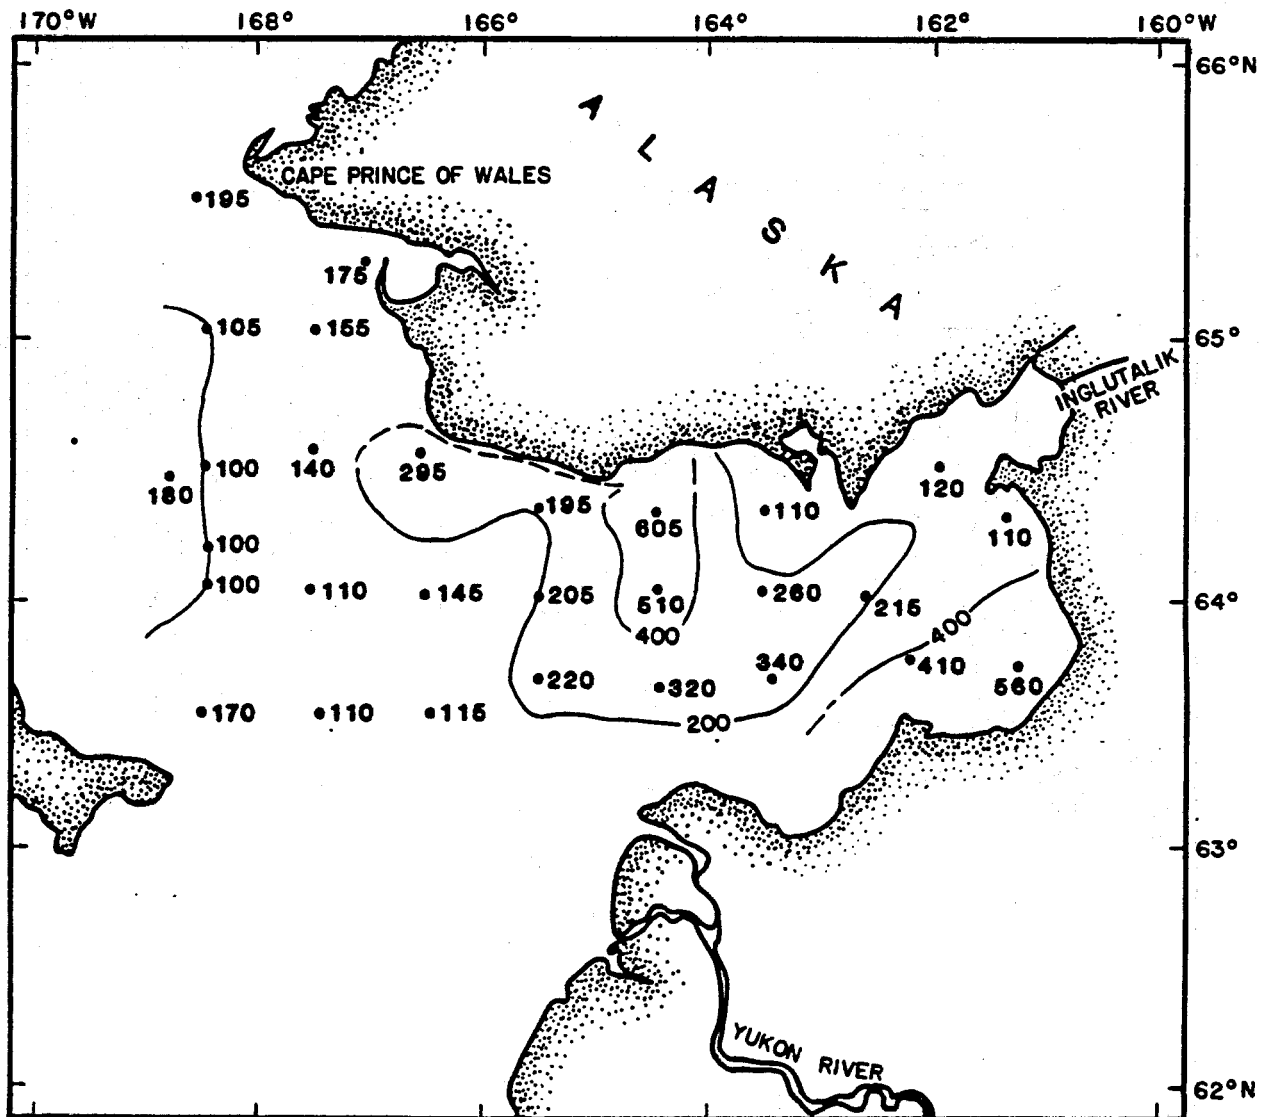 170°W 168° 166° 164° 162° 160°W
66°N
A L A S K A
CAPE PRINCE OF WALES
195
175
105 155
65°
INGLUTALIK
RIVER
100 140 295
180
195 605 110 120
110
100
100 110 145 205 510 260 215
64°
400
400
340
410
560
220 320
170 110 115 200
63°
YUKON RIVER
62°N